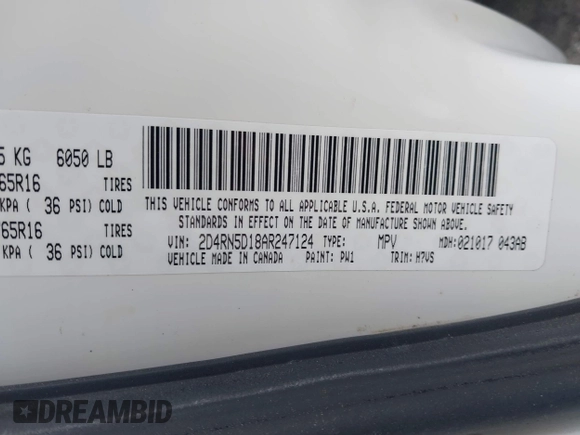 5 KG 6050 LB
65R16 TIRES
KPA ( 36 PSI) COLD
65R16 TIRES
KPA ( 36 PSI) COLD
THIS VEHICLE CONFORMS TO ALL APPLICABLE U.S.A. FEDERAL MOTOR VEHICLE SAFETY
STANDARDS IN EFFECT ON THE DATE OF MANUFACTURE SHOWN ABOVE.
VIN: 2D4RN5D18AR247124 TYPE: MPV MDH: 021017 043AB
VEHICLE MADE IN CANADA PAINT: PW1 TRIM: H7VS
DREAMBID